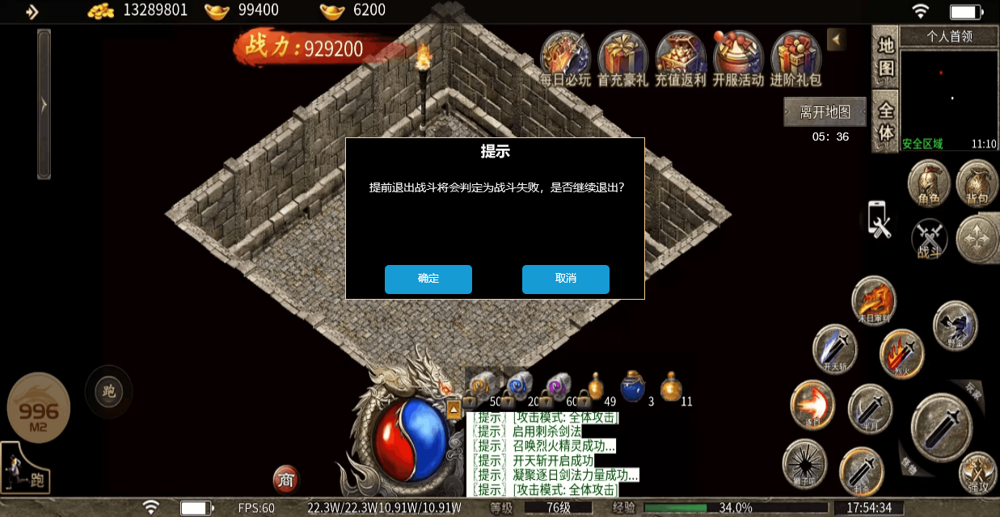 13289801 99400 6200
战力:929200
每日必玩 首充豪礼 充值返利 开服活动 进阶礼包
地图
全体
个人首领
离开地图
05: 36
安全区域 11:10
提示
提前退出战斗将会判定为战斗失败，是否继续退出?
确定 取消
角色 背包
战斗
末日审判
野蛮
开天斩 烈火
逐日 半月
玩家
怪物
狮子吼 刺杀 强攻
跑
996
M2
跑
商
50 20 60 49 3 11
[提示] [攻击模式: 全体攻击]
[提示] 启用刺杀剑法
[提示] 召唤烈火精灵成功...
[提示] 开天斩开启成功
[提示] 凝聚逐日剑法力量成功...
[提示] [攻击模式: 全体攻击]
FPS:60 22.3W/22.3W10.91W/10.91W 等级 76级 经验 34.0% 17:54:34